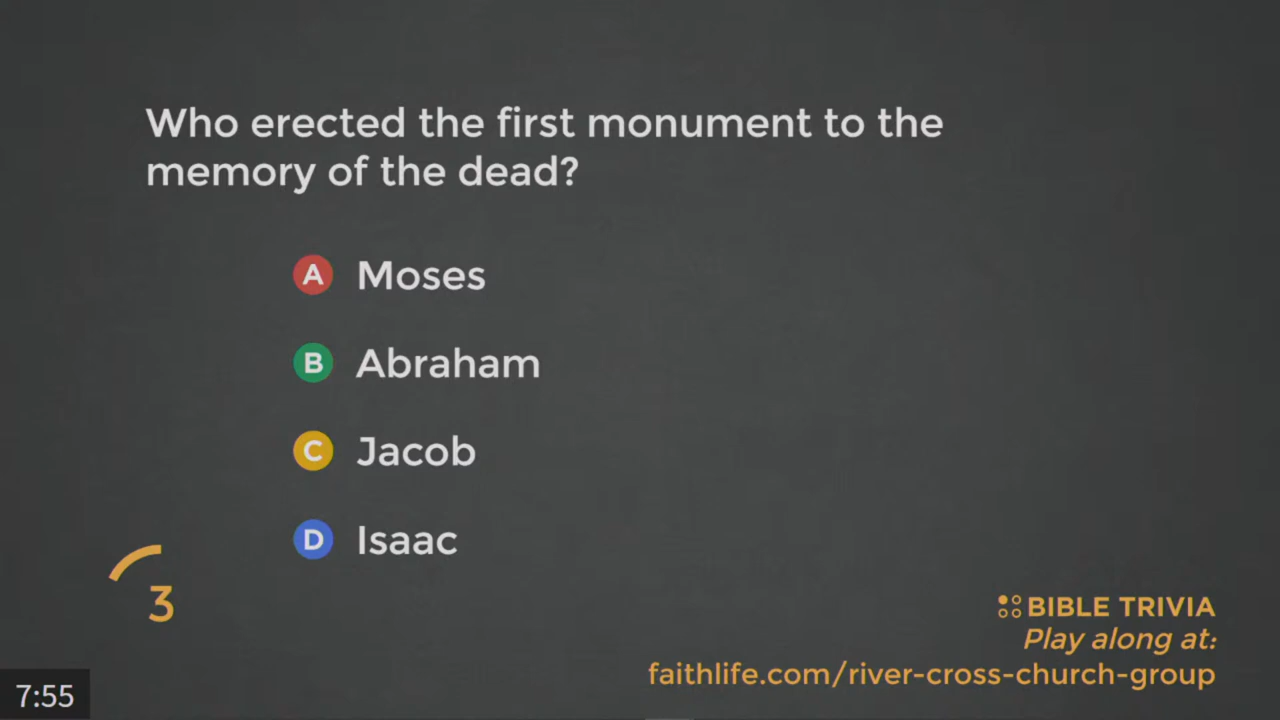 Who erected the first monument to the
memory of the dead?
A Moses
B Abraham
C Jacob
D Isaac
3
BIBLE TRIVIA
Play along at:
faithlife.com/river-cross-church-group
7:55